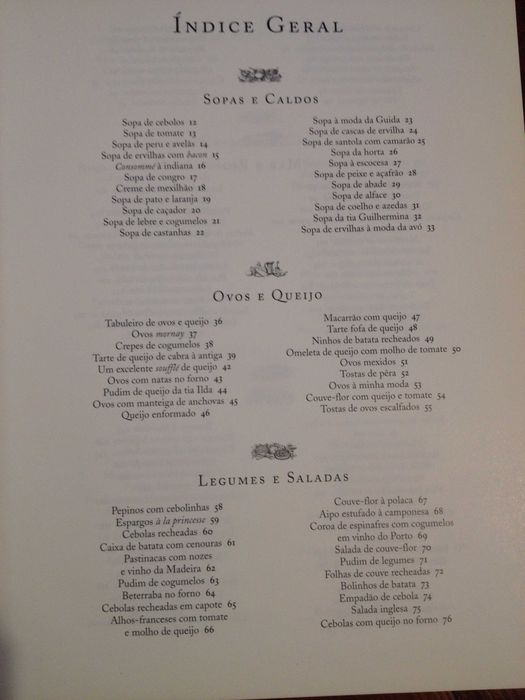 ÍNDICE GERAL
SOPAS E CALDOS
Sopa de cebolos 12
Sopa de tomate 13
Sopa de peru e avelãs 14
Sopa de ervilhas com bacon 15
Consommé à indiana 16
Sopa de congro 17
Creme de mexilhão 18
Sopa de pato e laranja 19
Sopa de caçador 20
Sopa de lebre e cogumelos 21
Sopa de castanhas 22
Sopa à moda da Guida 23
Sopa de cascas de ervilha 24
Sopa de santola com camarão 25
Sopa da horta 26
Sopa à escocesa 27
Sopa de peixe e açafrão 28
Sopa de abade 29
Sopa de alface 30
Sopa de coelho e azedas 31
Sopa da tia Guilhermina 32
Sopa de ervilhas à moda da avó 33
OVOS E QUEIJO
Tabuleiro de ovos e queijo 36
Ovos mornay 37
Crepes de cogumelos 38
Tarte de queijo de cabra à antiga 39
Um excelente soufflé de queijo 42
Ovos com natas no forno 43
Pudim de queijo da tia Ilda 44
Ovos com manteiga de anchovas 45
Queijo enformado 46
Macarrão com queijo 47
Tarte fofa de queijo 48
Ninhos de batata recheados 49
Omeleta de queijo com molho de tomate 50
Ovos mexidos 51
Tostas de pêra 52
Ovos à minha moda 53
Couve-flor com queijo e tomate 54
Tostas de ovos escalfados 55
LEGUMES E SALADAS
Pepinos com cebolinhas 58
Espargos à la princesse 59
Cebolas recheadas 60
Caixa de batata com cenouras 61
Pastinacas com nozes
e vinho da Madeira 62
Pudim de cogumelos 63
Beterraba no forno 64
Cebolas recheadas em capote 65
Alhos-franceses com tomate
e molho de queijo 66
Couve-flor à polaca 67
Aipo estufado à camponesa 68
Coroa de espinafres com cogumelos
em vinho do Porto 69
Salada de couve-flor 70
Pudim de legumes 71
Folhas de couve recheadas 72
Bolinhos de batata 73
Empadão de cebola 74
Salada inglesa 75
Cebolas com queijo no forno 76